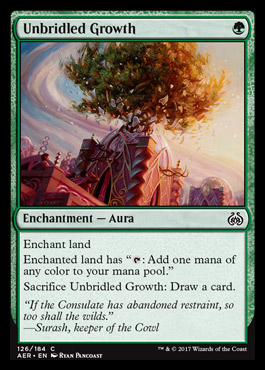 Unbridled Growth
Enchantment — Aura
Enchant land
Enchanted land has “: Add one mana of
any color to your mana pool.”
Sacrifice Unbridled Growth: Draw a card.
“If the Consulate has abandoned restraint, so
too shall the wilds.”
—Surash, keeper of the Cowl
126/184 C
AER • EN Ryan Pancoast
™ & © 2017 Wizards of the Coast